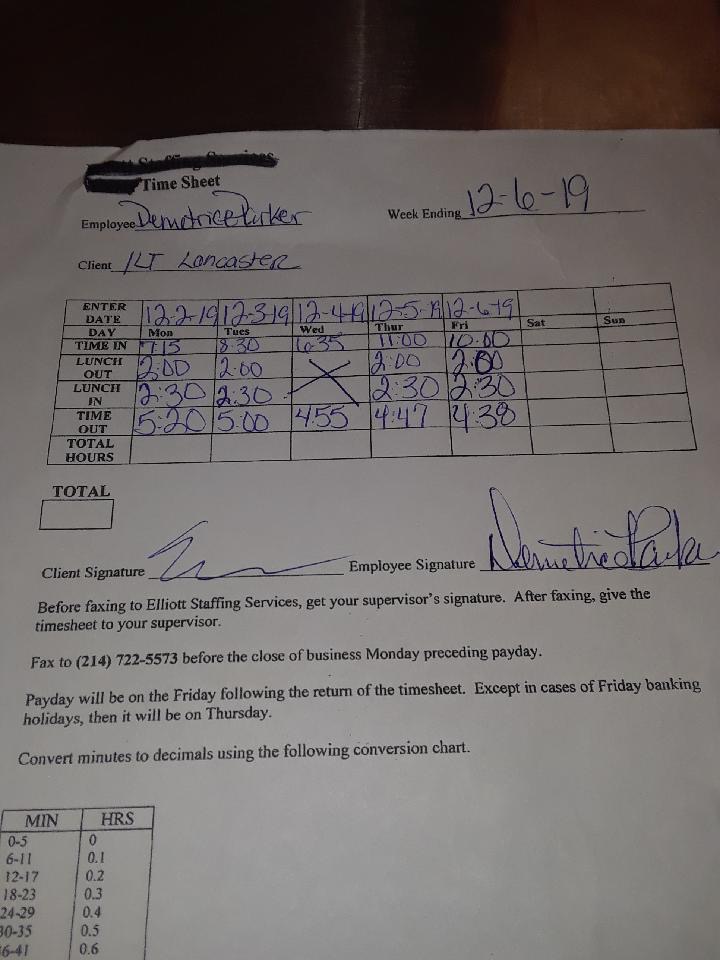 Staffing Services
Time Sheet
Employee Demetrice Parker Week Ending 12-6-19
Client ILT Lancaster
ENTER DATE 12-2-19 12-3-19 12-4-19 12-5-19 12-6-19
DAY Mon Tues Wed Thur Fri Sat Sun
TIME IN 7:15 8:30 6:35 11:00 10:00
LUNCH OUT 2:00 2:00 2:00 2:00
LUNCH IN 2:30 2:30 2:30 2:30
TIME OUT 5:20 5:00 4:55 4:47 4:38
TOTAL HOURS
TOTAL
Client Signature Employee Signature Demetrice Parker
Before faxing to Elliott Staffing Services, get your supervisor's signature. After faxing, give the
timesheet to your supervisor.
Fax to (214) 722-5573 before the close of business Monday preceding payday.
Payday will be on the Friday following the return of the timesheet. Except in cases of Friday banking
holidays, then it will be on Thursday.
Convert minutes to decimals using the following conversion chart.
MIN HRS
0-5 0
6-11 0.1
12-17 0.2
18-23 0.3
24-29 0.4
30-35 0.5
36-41 0.6